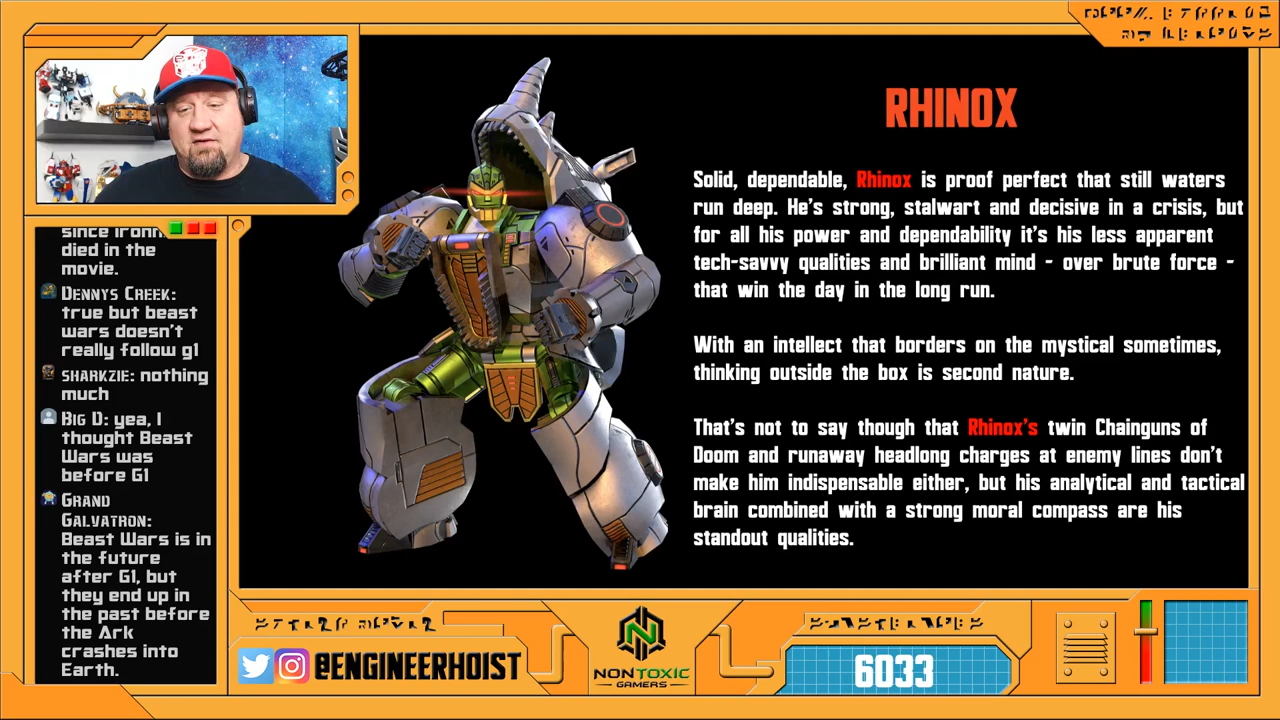 since Ironh
died in the
movie.
Dennys Creek:
true but beast
wars doesn't
really follow g1
sharkzie: nothing
much
Big D: yea, I
thought Beast
Wars was
before G1
Grand
Galvatron:
Beast Wars is in
the future
after G1, but
they end up in
the past before
the Ark
crashes into
Earth.
RHINOX
Solid, dependable, Rhinox is proof perfect that still waters
run deep. He's strong, stalwart and decisive in a crisis, but
for all his power and dependability it's his less apparent
tech-savvy qualities and brilliant mind - over brute force -
that win the day in the long run.
With an intellect that borders on the mystical sometimes,
thinking outside the box is second nature.
That's not to say though that Rhinox's twin Chainguns of
Doom and runaway headlong charges at enemy lines don't
make him indispensable either, but his analytical and tactical
brain combined with a strong moral compass are his
standout qualities.
@ENGINEERHOIST
NONTOXIC
GAMERS
6033